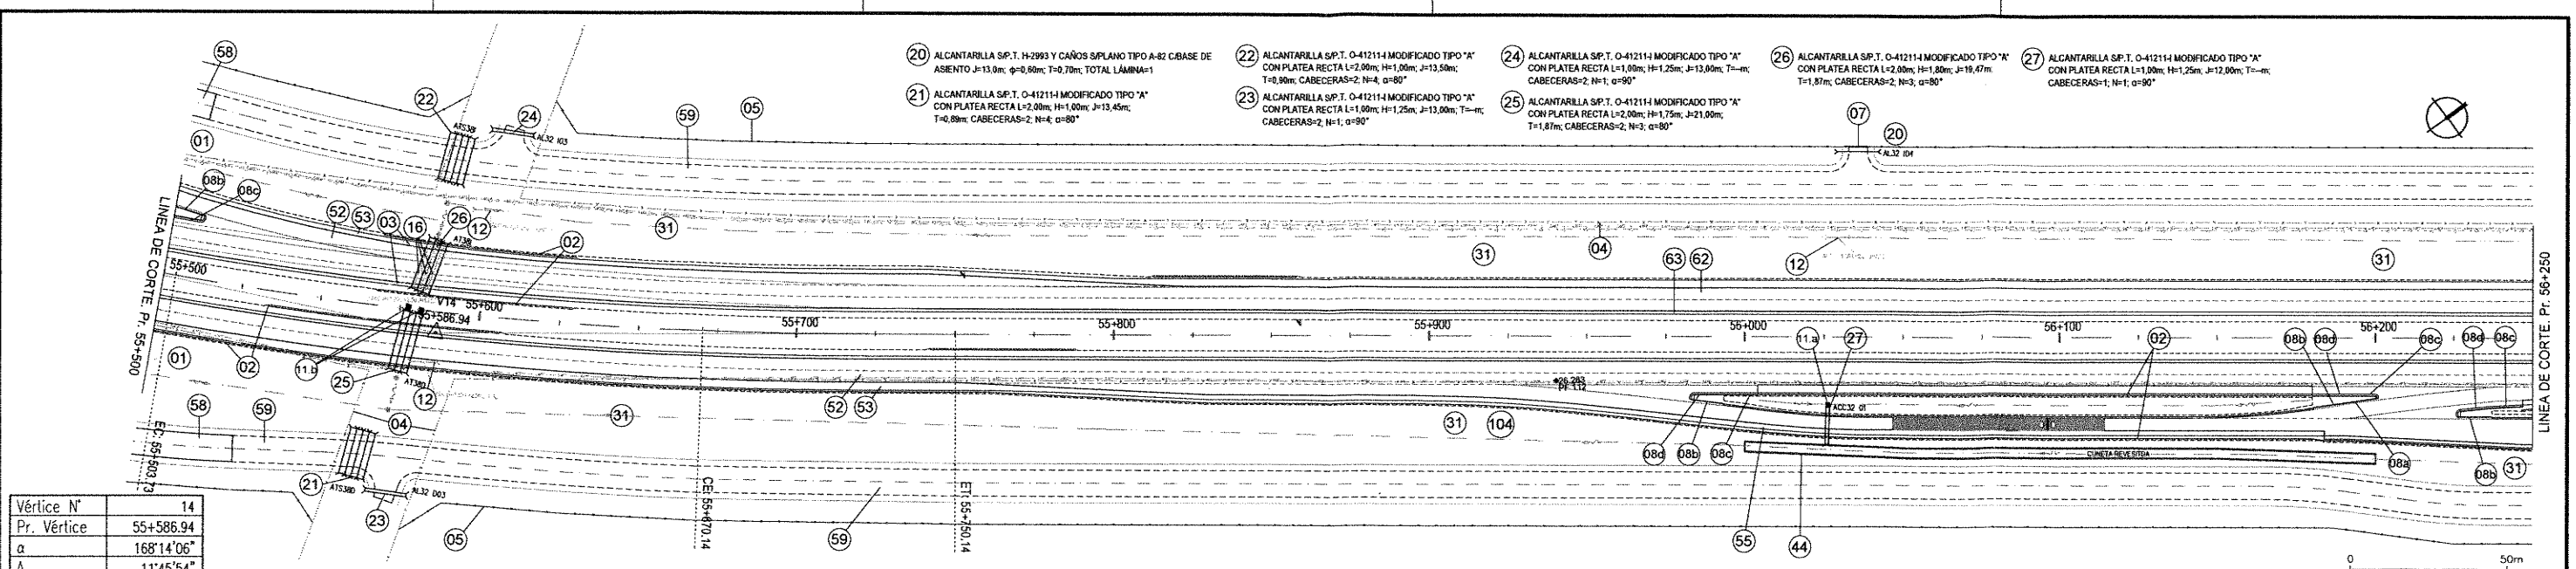 20 ALCANTARILLA S/P.T. H-2993 Y CAÑOS S/PLANO TIPO A-82 C/BASE DE
ASIENTO J=13,0m; φ=0,60m; T=0,70m; TOTAL LÁMINA=1
21 ALCANTARILLA S/P.T. O-41211-I MODIFICADO TIPO "A"
CON PLATEA RECTA L=2,00m; H=1,00m; J=13,45m;
T=0,89m; CABECERAS=2; N=4; α=80°
22 ALCANTARILLA S/P.T. O-41211-I MODIFICADO TIPO "A"
CON PLATEA RECTA L=2,00m; H=1,00m; J=13,50m;
T=0,90m; CABECERAS=2; N=4; α=80°
23 ALCANTARILLA S/P.T. O-41211-I MODIFICADO TIPO "A"
CON PLATEA RECTA L=1,00m; H=1,25m; J=13,00m; T=--m;
CABECERAS=2; N=1; α=90°
24 ALCANTARILLA S/P.T. O-41211-I MODIFICADO TIPO "A"
CON PLATEA RECTA L=1,00m; H=1,25m; J=13,00m; T=--m;
CABECERAS=2; N=1; α=90°
25 ALCANTARILLA S/P.T. O-41211-I MODIFICADO TIPO "A"
CON PLATEA RECTA L=2,00m; H=1,75m; J=21,00m;
T=1,87m; CABECERAS=2; N=3; α=80°
26 ALCANTARILLA S/P.T. O-41211-I MODIFICADO TIPO "A"
CON PLATEA RECTA L=2,00m; H=1,80m; J=19,47m;
T=1,87m; CABECERAS=2; N=3; α=80°
27 ALCANTARILLA S/P.T. O-41211-I MODIFICADO TIPO "A"
CON PLATEA RECTA L=1,00m; H=1,25m; J=12,00m; T=--m;
CABECERAS=1; N=1; α=90°
58
22
24
59
05
07
20
ATS38I
AL32 I03
AL32 I04
01
08b
08c
52
53
03
16
26
12
AT38I
02
31
31
04
63
62
12
31
LINEA DE CORTE. Pr. 55+500
LINEA DE CORTE. Pr. 56+250
55+500
V14
55+600
55+586.94
55+700
55+800
55+900
55+000
56+100
56+200
11.a
27
02
08b
08d
08c
08d
08c
01
02
11.b
25
AT38D
12
52
53
ACC32 01
58
59
04
31
31
104
08d
08b
08c
CUNETA REVESTIDA
08a
08b
31
21
ATS38D
AL32 D03
23
05
59
55
44
EC: 55+503.73
CE: 55+670.14
ET: 55+750.14
Vértice N° 14
Pr. Vértice 55+586.94
α 168°14'06"
Δ 11°45'54"
0 50m